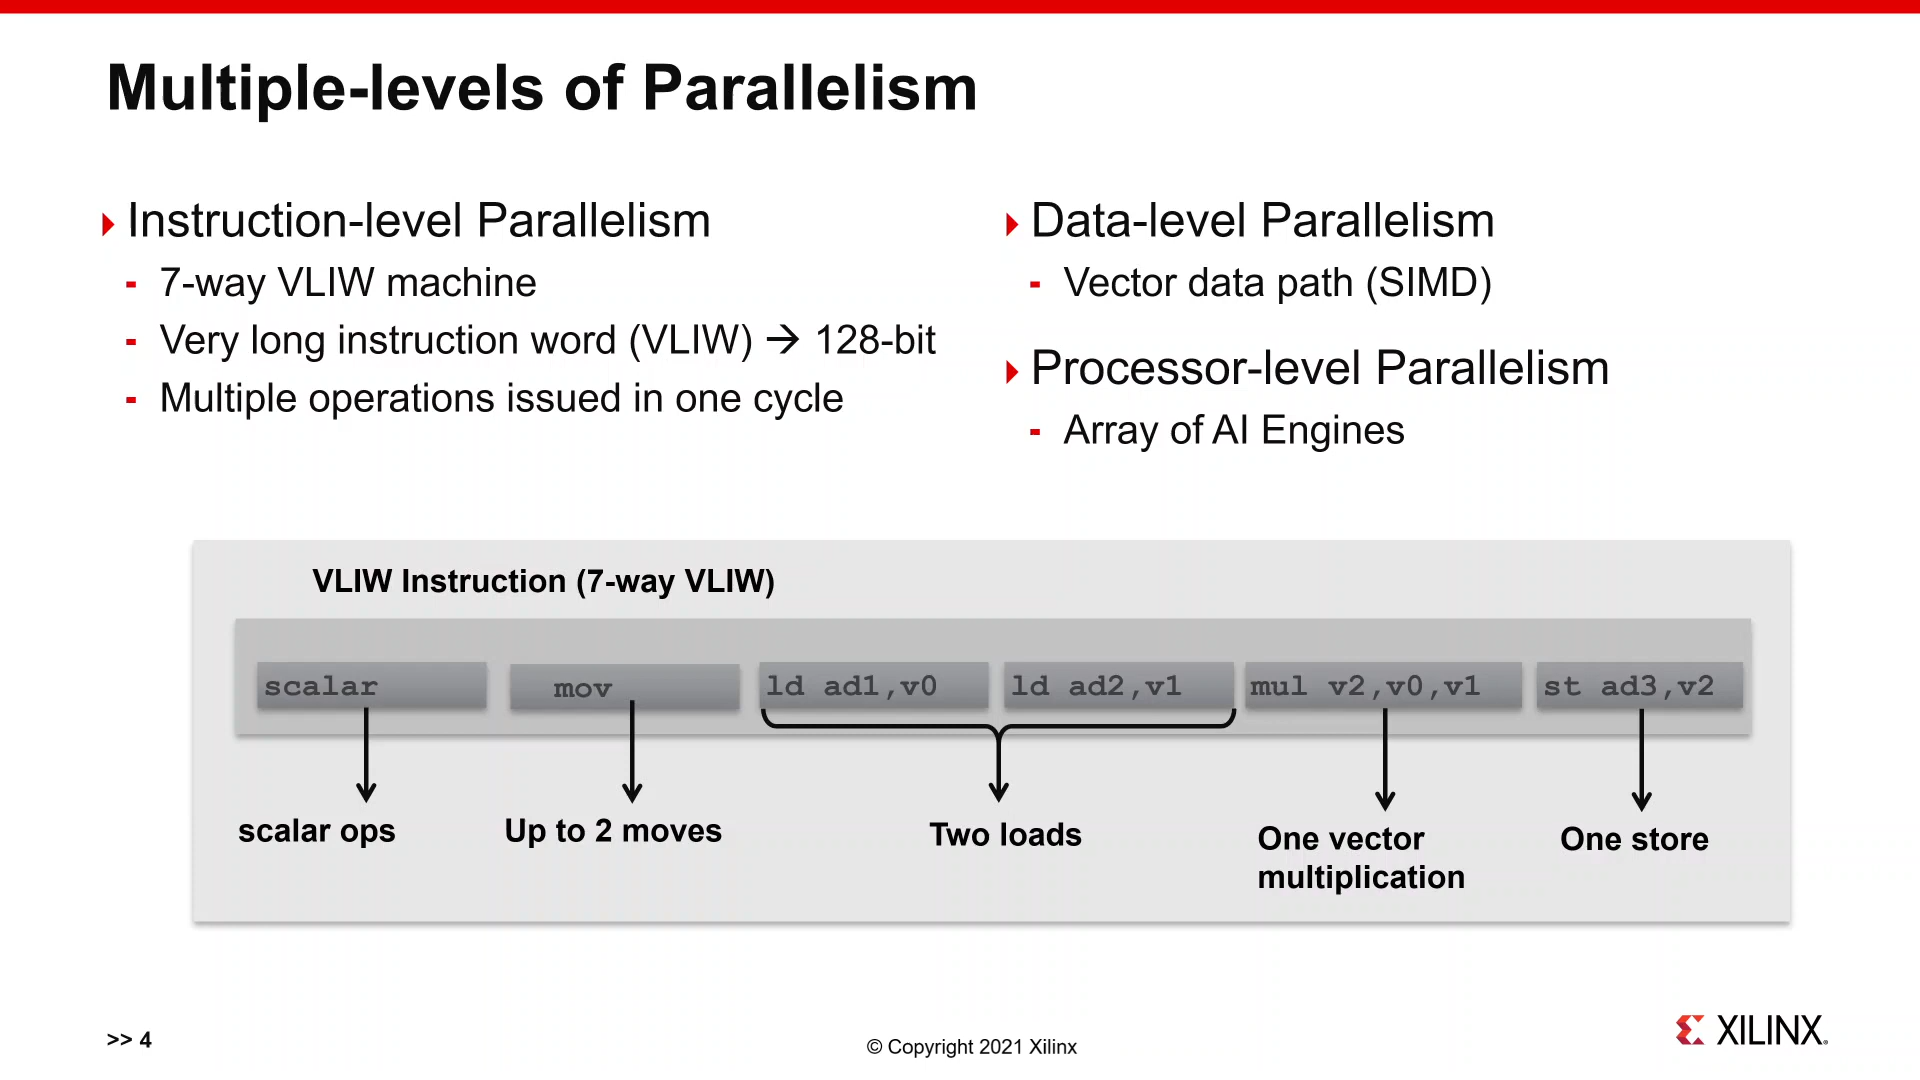 Multiple-levels of Parallelism
Instruction-level Parallelism
- 7-way VLIW machine
- Very long instruction word (VLIW) → 128-bit
- Multiple operations issued in one cycle
Data-level Parallelism
- Vector data path (SIMD)
Processor-level Parallelism
- Array of AI Engines
VLIW Instruction (7-way VLIW)
scalar mov ld ad1,v0 ld ad2,v1 mul v2,v0,v1 st ad3,v2
scalar ops
Up to 2 moves
Two loads
One vector
multiplication
One store
>> 4
© Copyright 2021 Xilinx
XILINX.